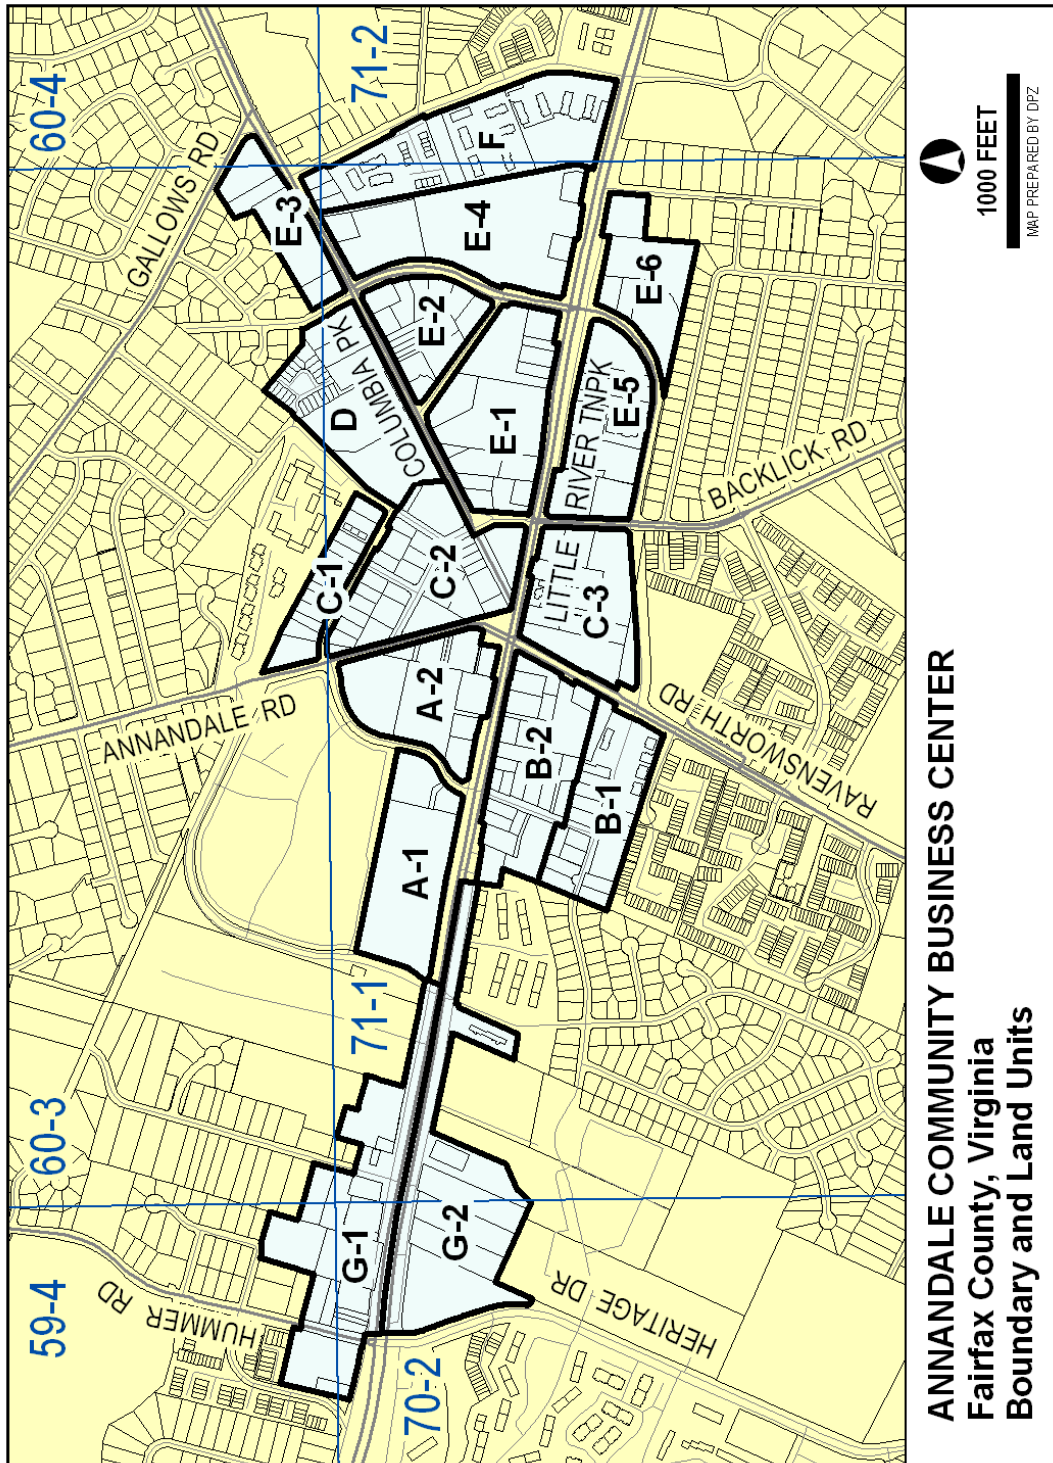 59-4
60-3
60-4
HUMMER RD
ANNANDALE RD
GALLOWS RD
71-1
71-2
70-2
G-1
G-2
A-1
A-2
B-1
B-2
C-1
C-2
C-3
D
COLUMBIA PK
E-1
E-2
E-3
E-4
E-5
E-6
F
LITTLE RIVER TNPK
HERITAGE DR
RAVENSWORTH RD
BACKLICK RD
ANNANDALE COMMUNITY BUSINESS CENTER
Fairfax County, Virginia
Boundary and Land Units
1000 FEET
MAP PREPARED BY DPZ